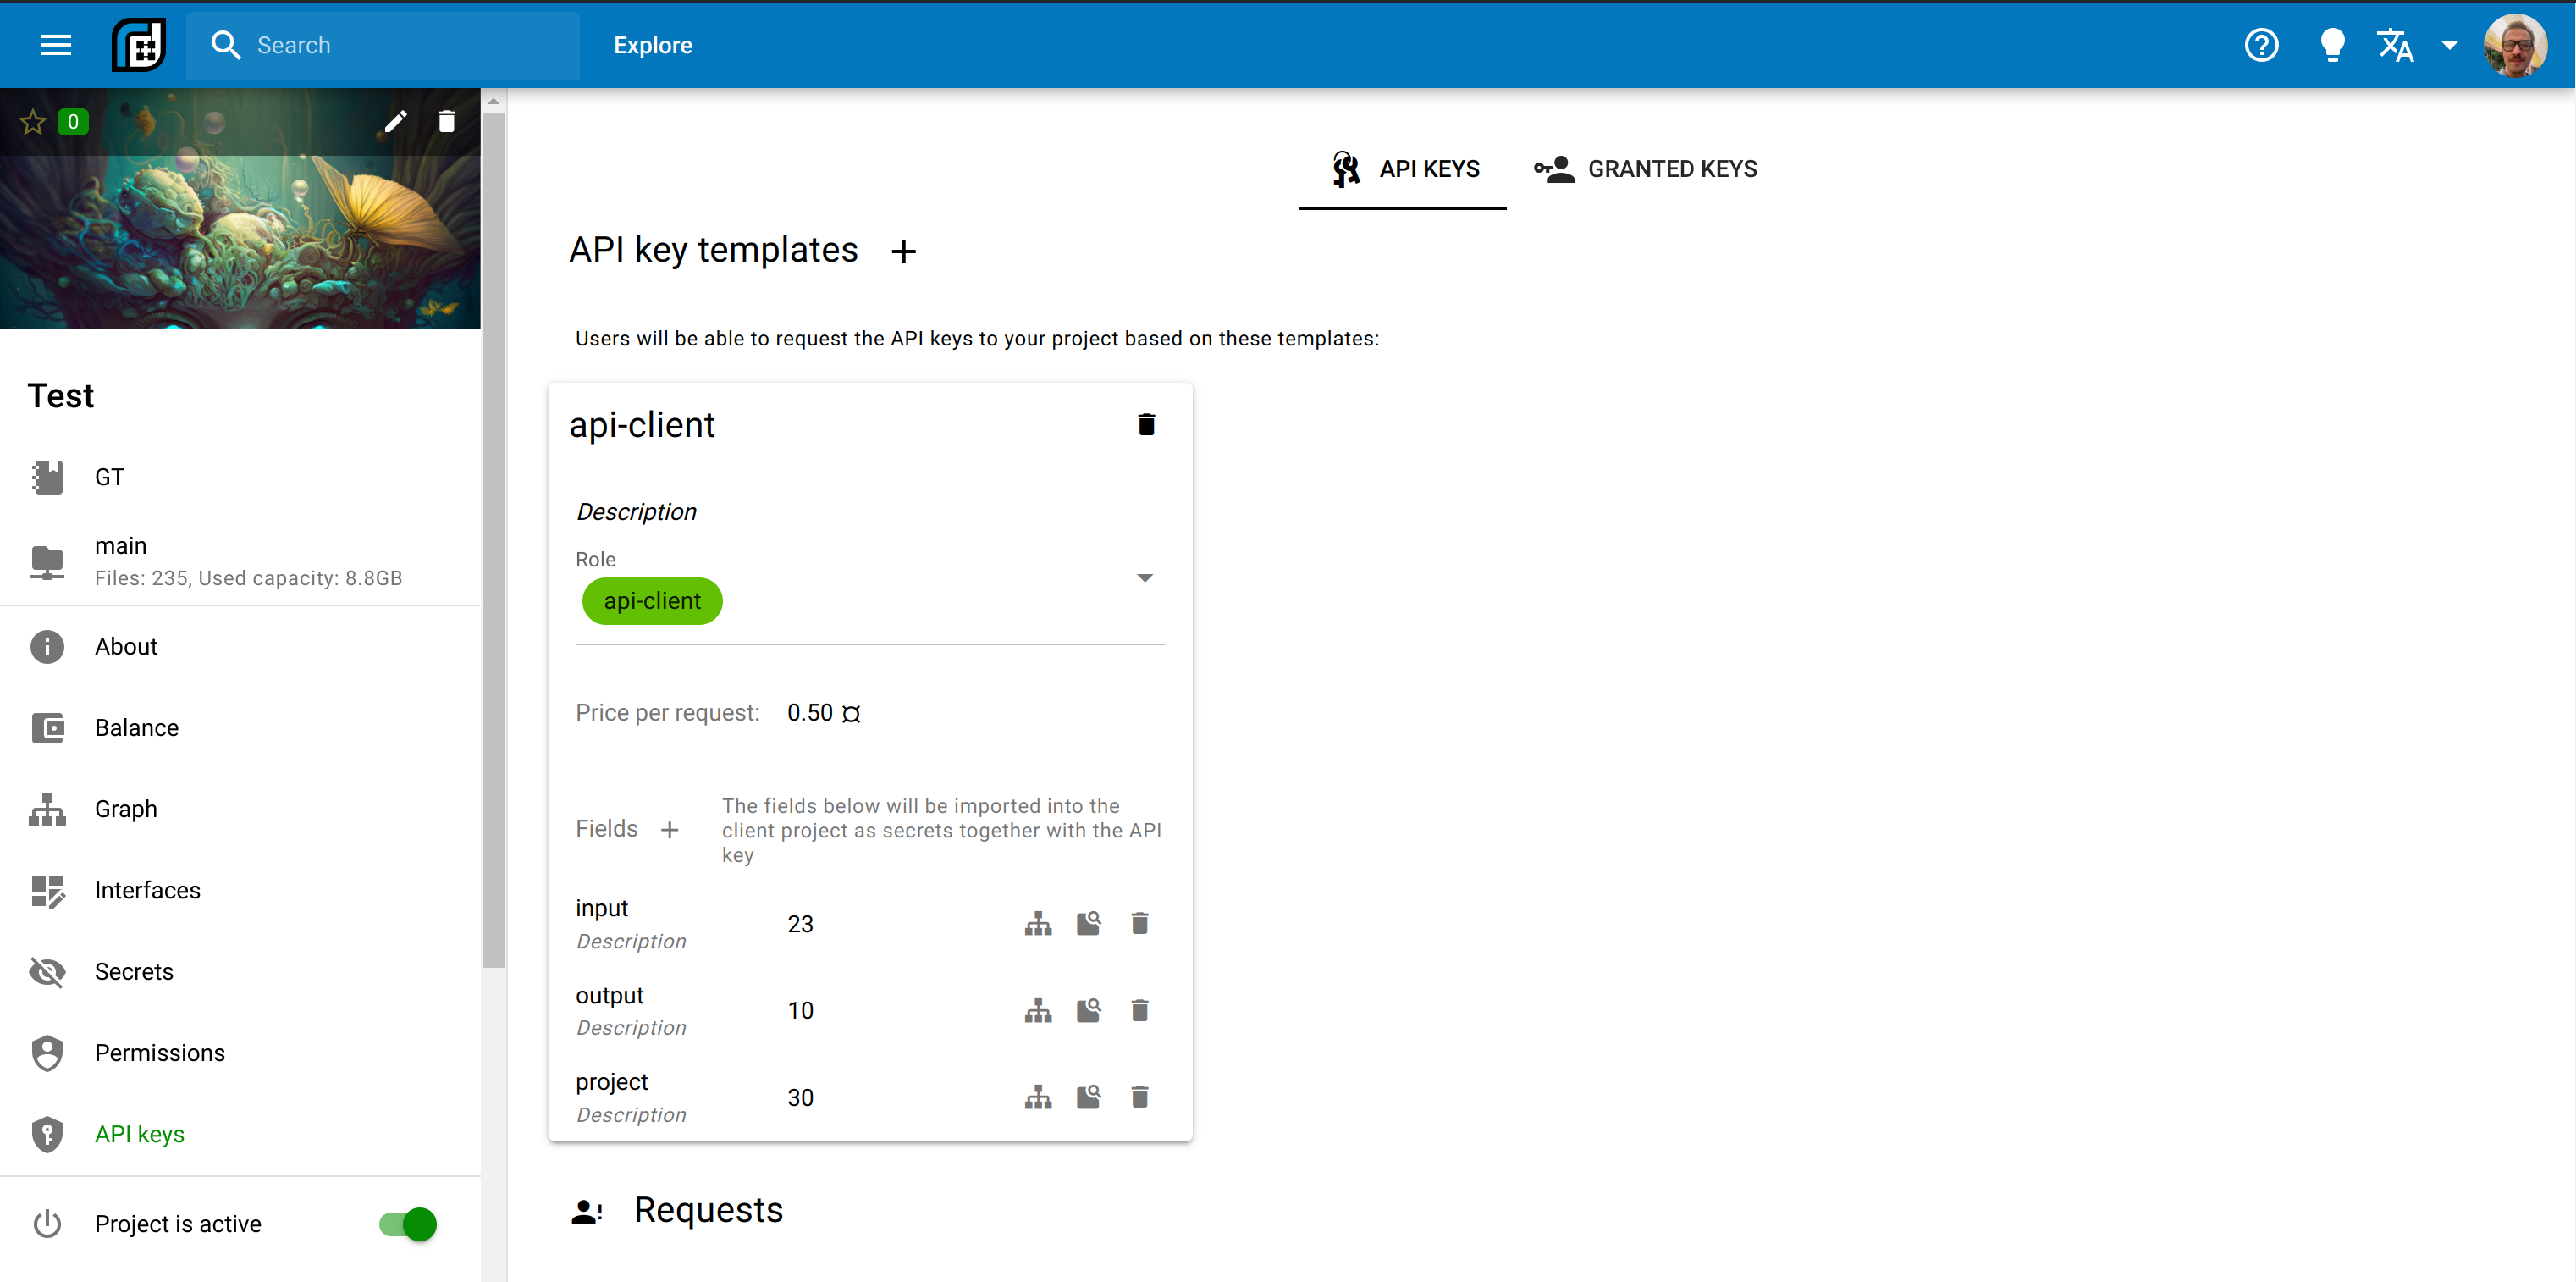 Search
Explore
0
Test
GT
main
Files: 235, Used capacity: 8.8GB
About
Balance
Graph
Interfaces
Secrets
Permissions
API keys
Project is active
API KEYS
GRANTED KEYS
API key templates
Users will be able to request the API keys to your project based on these templates:
api-client
Description
Role
api-client
Price per request: 0.50 ¤
Fields
The fields below will be imported into the
client project as secrets together with the API
key
input
23
Description
output
10
Description
project
30
Description
Requests